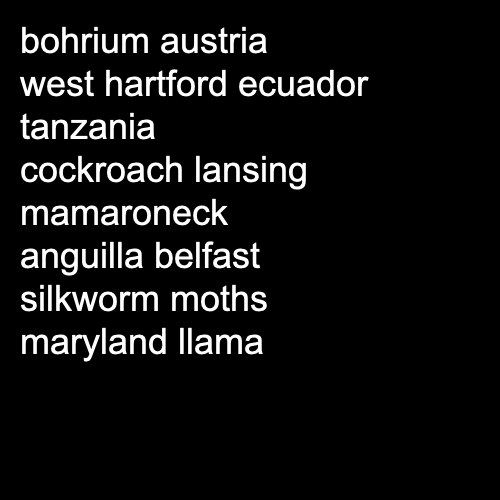 bohrium austria
west hartford ecuador
tanzania
cockroach lansing
mamaroneck
anguilla belfast
silkworm moths
maryland llama